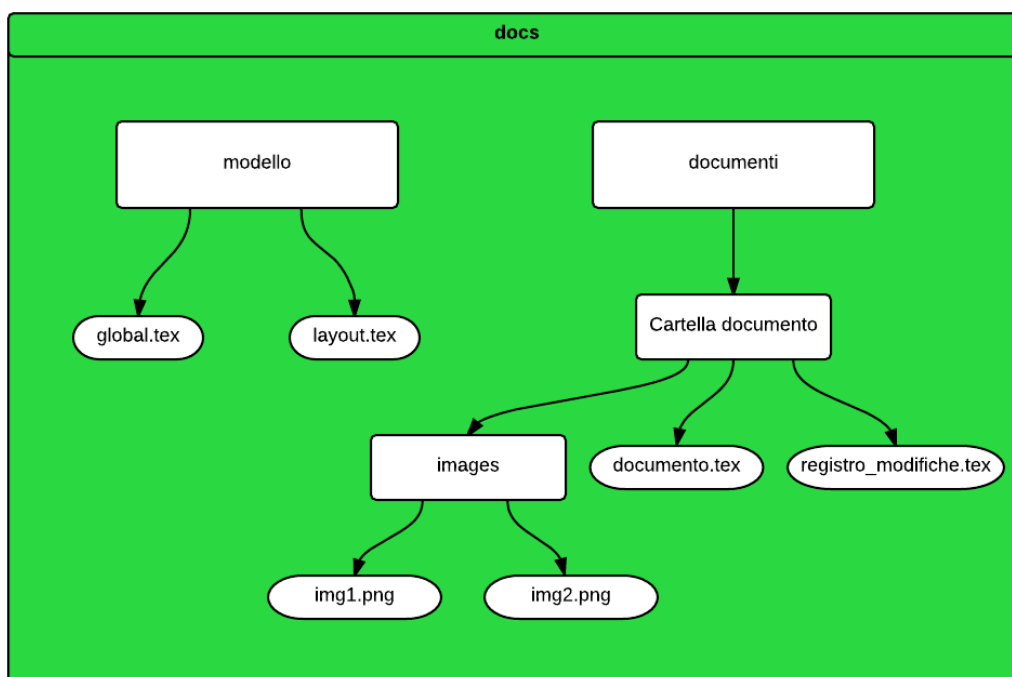 docs
modello
documenti
Cartella documento
global.tex
layout.tex
images
documento.tex
registro_modifiche.tex
img1.png
img2.png